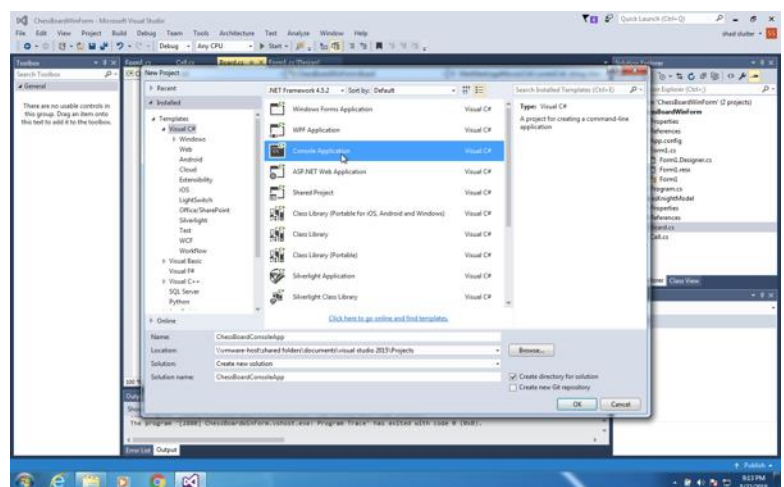 ChessBoardWinForm - Microsoft Visual Studio
Quick Launch (Ctrl+Q)
File Edit View Project Build Debug Team Tools Architecture Test Analyze Window Help
shad sluiter
Debug Any CPU Start
Toolbox
Search Toolbox
General
There are no usable controls in
this group. Drag an item onto
this text to add it to the toolbox.
New Project
Recent
.NET Framework 4.5.2 Sort by: Default
Search Installed Templates (Ctrl+E)
Installed
Templates
Visual C#
Windows
Web
Android
Cloud
Extensibility
iOS
LightSwitch
Office/SharePoint
Silverlight
Test
WCF
Workflow
Visual Basic
Visual F#
Visual C++
SQL Server
Python
Online
Windows Forms Application Visual C#
WPF Application Visual C#
Console Application Visual C#
ASP.NET Web Application Visual C#
Shared Project Visual C#
Class Library (Portable for iOS, Android and Windows) Visual C#
Class Library Visual C#
Class Library (Portable) Visual C#
Silverlight Application Visual C#
Silverlight Class Library Visual C#
Click here to go online and find templates.
Type: Visual C#
A project for creating a command-line
application
Name: ChessBoardConsoleApp
Location: \\vmware-host\shared folders\documents\visual studio 2015\Projects
Browse...
Solution: Create new solution
Solution name: ChessBoardConsoleApp
Create directory for solution
Create new Git repository
OK Cancel
Form1.Designer.cs
Form1.resx
Form1
Class View
Error List Output
Publish
9:13 PM